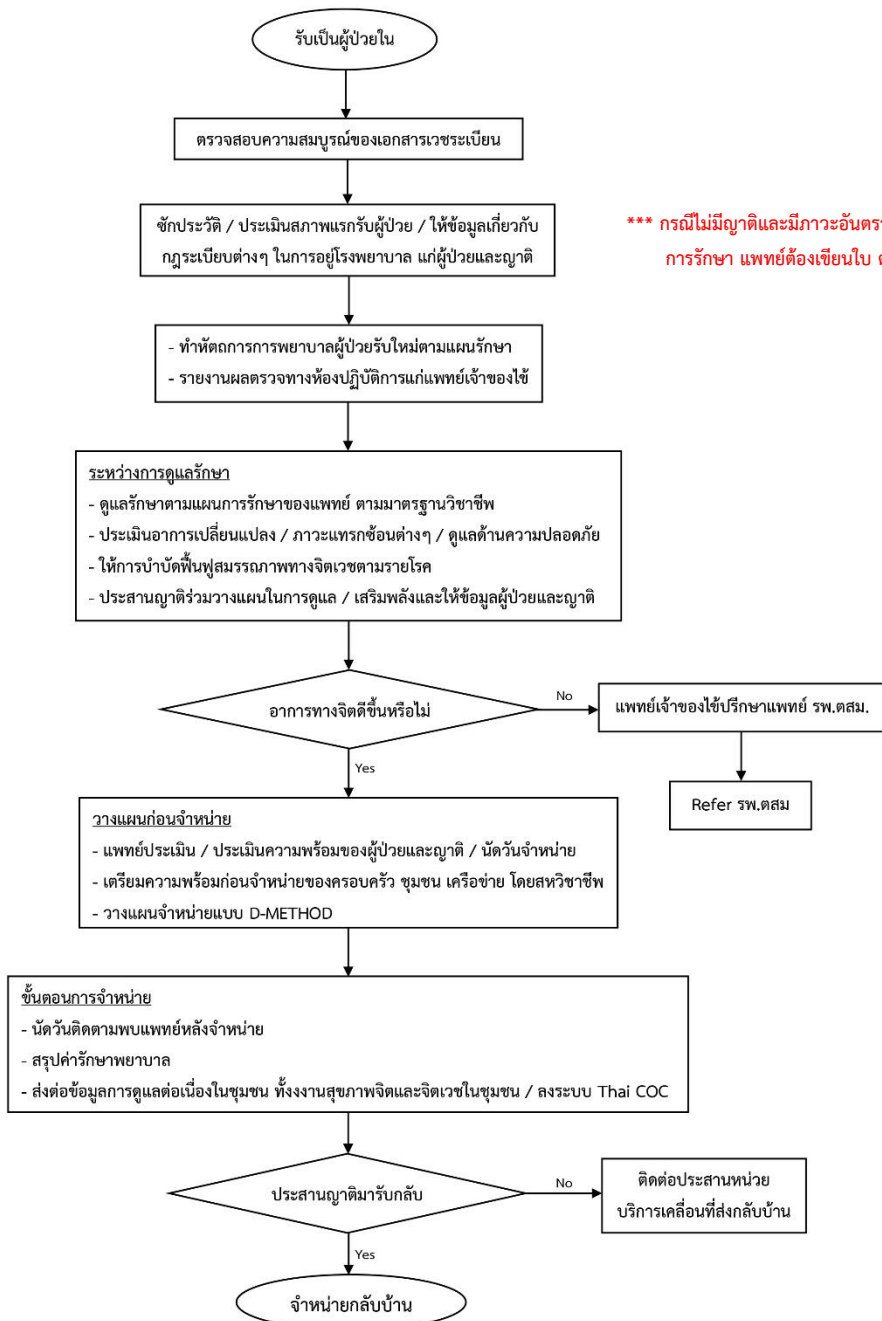 รับเป็นผู้ป่วยใน
ตรวจสอบความสมบูรณ์ของเอกสารเวชระเบียน
ซักประวัติ / ประเมินสภาพแรกรับผู้ป่วย / ให้ข้อมูลเกี่ยวกับ
กฎระเบียบต่างๆ ในการอยู่โรงพยาบาล แก่ผู้ป่วยและญาติ
*** กรณีไม่มีญาติและมีภาวะ
การรักษา แพทย์ต้องเขียนใบ
- ทำหัตถการการพยาบาลผู้ป่วยรับใหม่ตามแผนรักษา
- รายงานผลตรวจทางห้องปฏิบัติการแก่แพทย์เจ้าของไข้
ระหว่างการดูแลรักษา
- ดูแลรักษาตามแผนการรักษาของแพทย์ ตามมาตรฐานวิชาชีพ
- ประเมินอาการเปลี่ยนแปลง / ภาวะแทรกซ้อนต่างๆ / ดูแลด้านความปลอดภัย
- ให้การบำบัดฟื้นฟูสมรรถภาพทางจิตเวชตามรายโรค
- ประสานญาติร่วมวางแผนในการดูแล / เสริมพลังและให้ข้อมูลผู้ป่วยและญาติ
อาการทางจิตดีขึ้นหรือไม่
No
แพทย์เจ้าของไข้ปรึกษาแพทย์ รพ.ตสม.
Yes
Refer รพ.ตสม
วางแผนก่อนจำหน่าย
- แพทย์ประเมิน / ประเมินความพร้อมของผู้ป่วยและญาติ / นัดวันจำหน่าย
- เตรียมความพร้อมก่อนจำหน่ายของครอบครัว ชุมชน เครือข่าย โดยสหวิชาชีพ
- วางแผนจำหน่ายแบบ D-METHOD
ขั้นตอนการจำหน่าย
- นัดวันติดตามพบแพทย์หลังจำหน่าย
- สรุปค่ารักษาพยาบาล
- ส่งต่อข้อมูลการดูแลต่อเนื่องในชุมชน ทั้งงงานสุขภาพจิตและจิตเวชในชุมชน / ลงระบบ Thai COC
ประสานญาติมารับกลับ
No
ติดต่อประสานหน่วย
บริการเคลื่อนที่ส่งกลับบ้าน
Yes
จำหน่ายกลับบ้าน